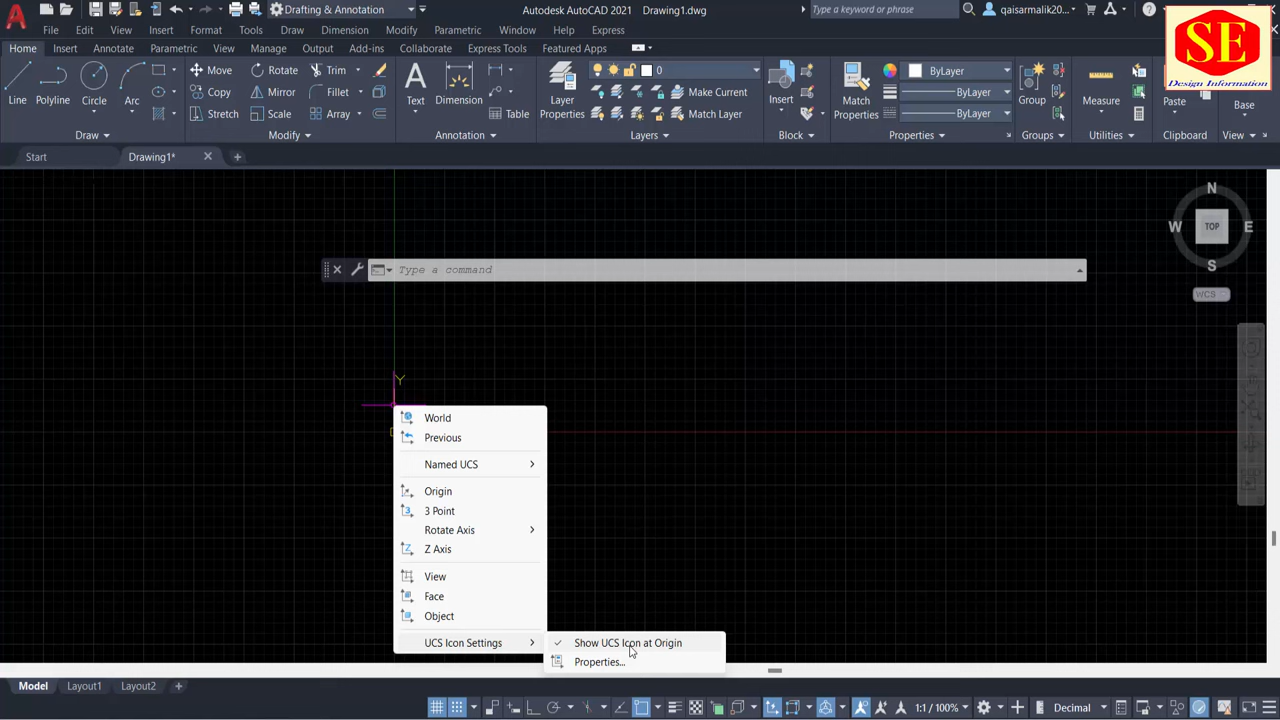 Drafting & Annotation
Autodesk AutoCAD 2021 Drawing1.dwg
Type a keyword or phrase
qaisarmalik20...
File Edit View Insert Format Tools Draw Dimension Modify Parametric Window Help Express
Home Insert Annotate Parametric View Manage Output Add-ins Collaborate Express Tools Featured Apps
SE
Design Information
Line
Polyline
Circle
Arc
Move
Rotate
Trim
Copy
Mirror
Fillet
Stretch
Scale
Array
Text
Dimension
Table
Layer
Properties
0
Make Current
Match Layer
Insert
Match
Properties
ByLayer
ByLayer
ByLayer
Group
Measure
Paste
Base
Draw
Modify
Annotation
Layers
Block
Properties
Groups
Utilities
Clipboard
View
Start
Drawing1*
N
W
TOP
E
S
WCS
Type a command
Y
World
Previous
Named UCS
Origin
3 Point
Rotate Axis
Z Axis
View
Face
Object
UCS Icon Settings
Show UCS Icon at Origin
Properties...
Model
Layout1
Layout2
1:1 / 100%
Decimal